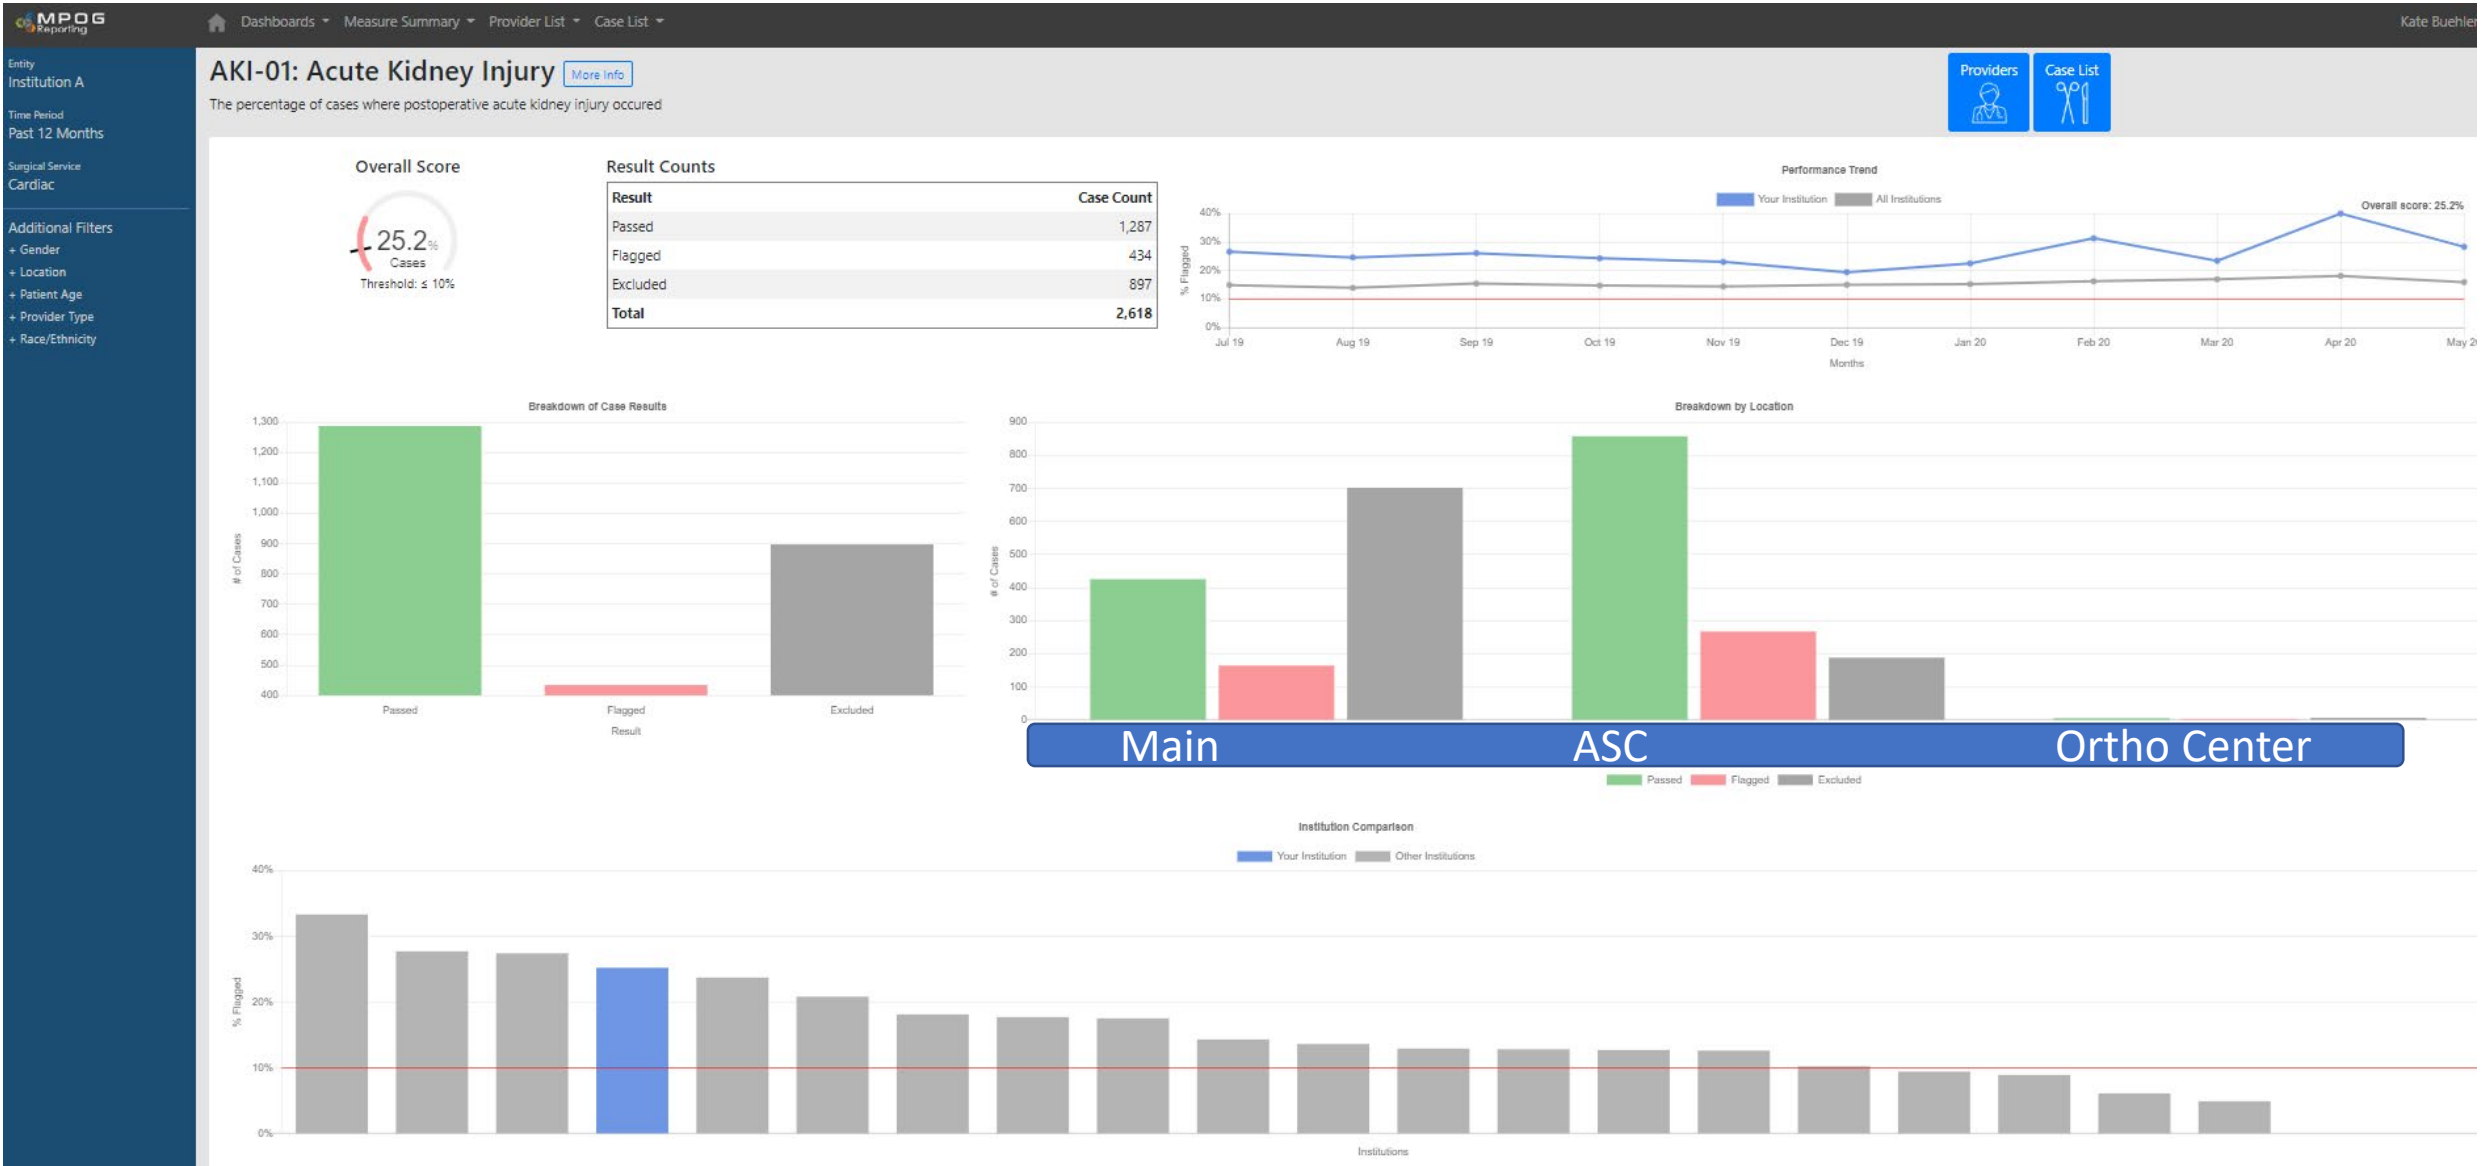 MPOG
Reporting
Dashboards
Measure Summary
Provider List
Case List
Kate Buehler
Entity
Institution A
Time Period
Past 12 Months
Surgical Service
Cardiac
Additional Filters
+ Gender
+ Location
+ Patient Age
+ Provider Type
+ Race/Ethnicity
AKI-01: Acute Kidney Injury More Info
The percentage of cases where postoperative acute kidney injury occured
Providers
Case List
Overall Score
25.2%
Cases
Threshold: ≤ 10%
Result Counts
Result Case Count
Passed 1,287
Flagged 434
Excluded 897
Total 2,618
Performance Trend
Your Institution All Institutions
Overall score: 25.2%
% Flagged
40%
30%
20%
10%
0%
Jul 19 Aug 19 Sep 19 Oct 19 Nov 19 Dec 19 Jan 20 Feb 20 Mar 20 Apr 20 May 2
Months
Breakdown of Case Results
# of Cases
1,300
1,200
1,100
1,000
900
800
700
600
500
400
Passed Flagged Excluded
Result
Breakdown by Location
# of Cases
900
800
700
600
500
400
300
200
100
0
Main ASC Ortho Center
Passed Flagged Excluded
Institution Comparison
Your Institution Other Institutions
% Flagged
40%
30%
20%
10%
0%
Institutions